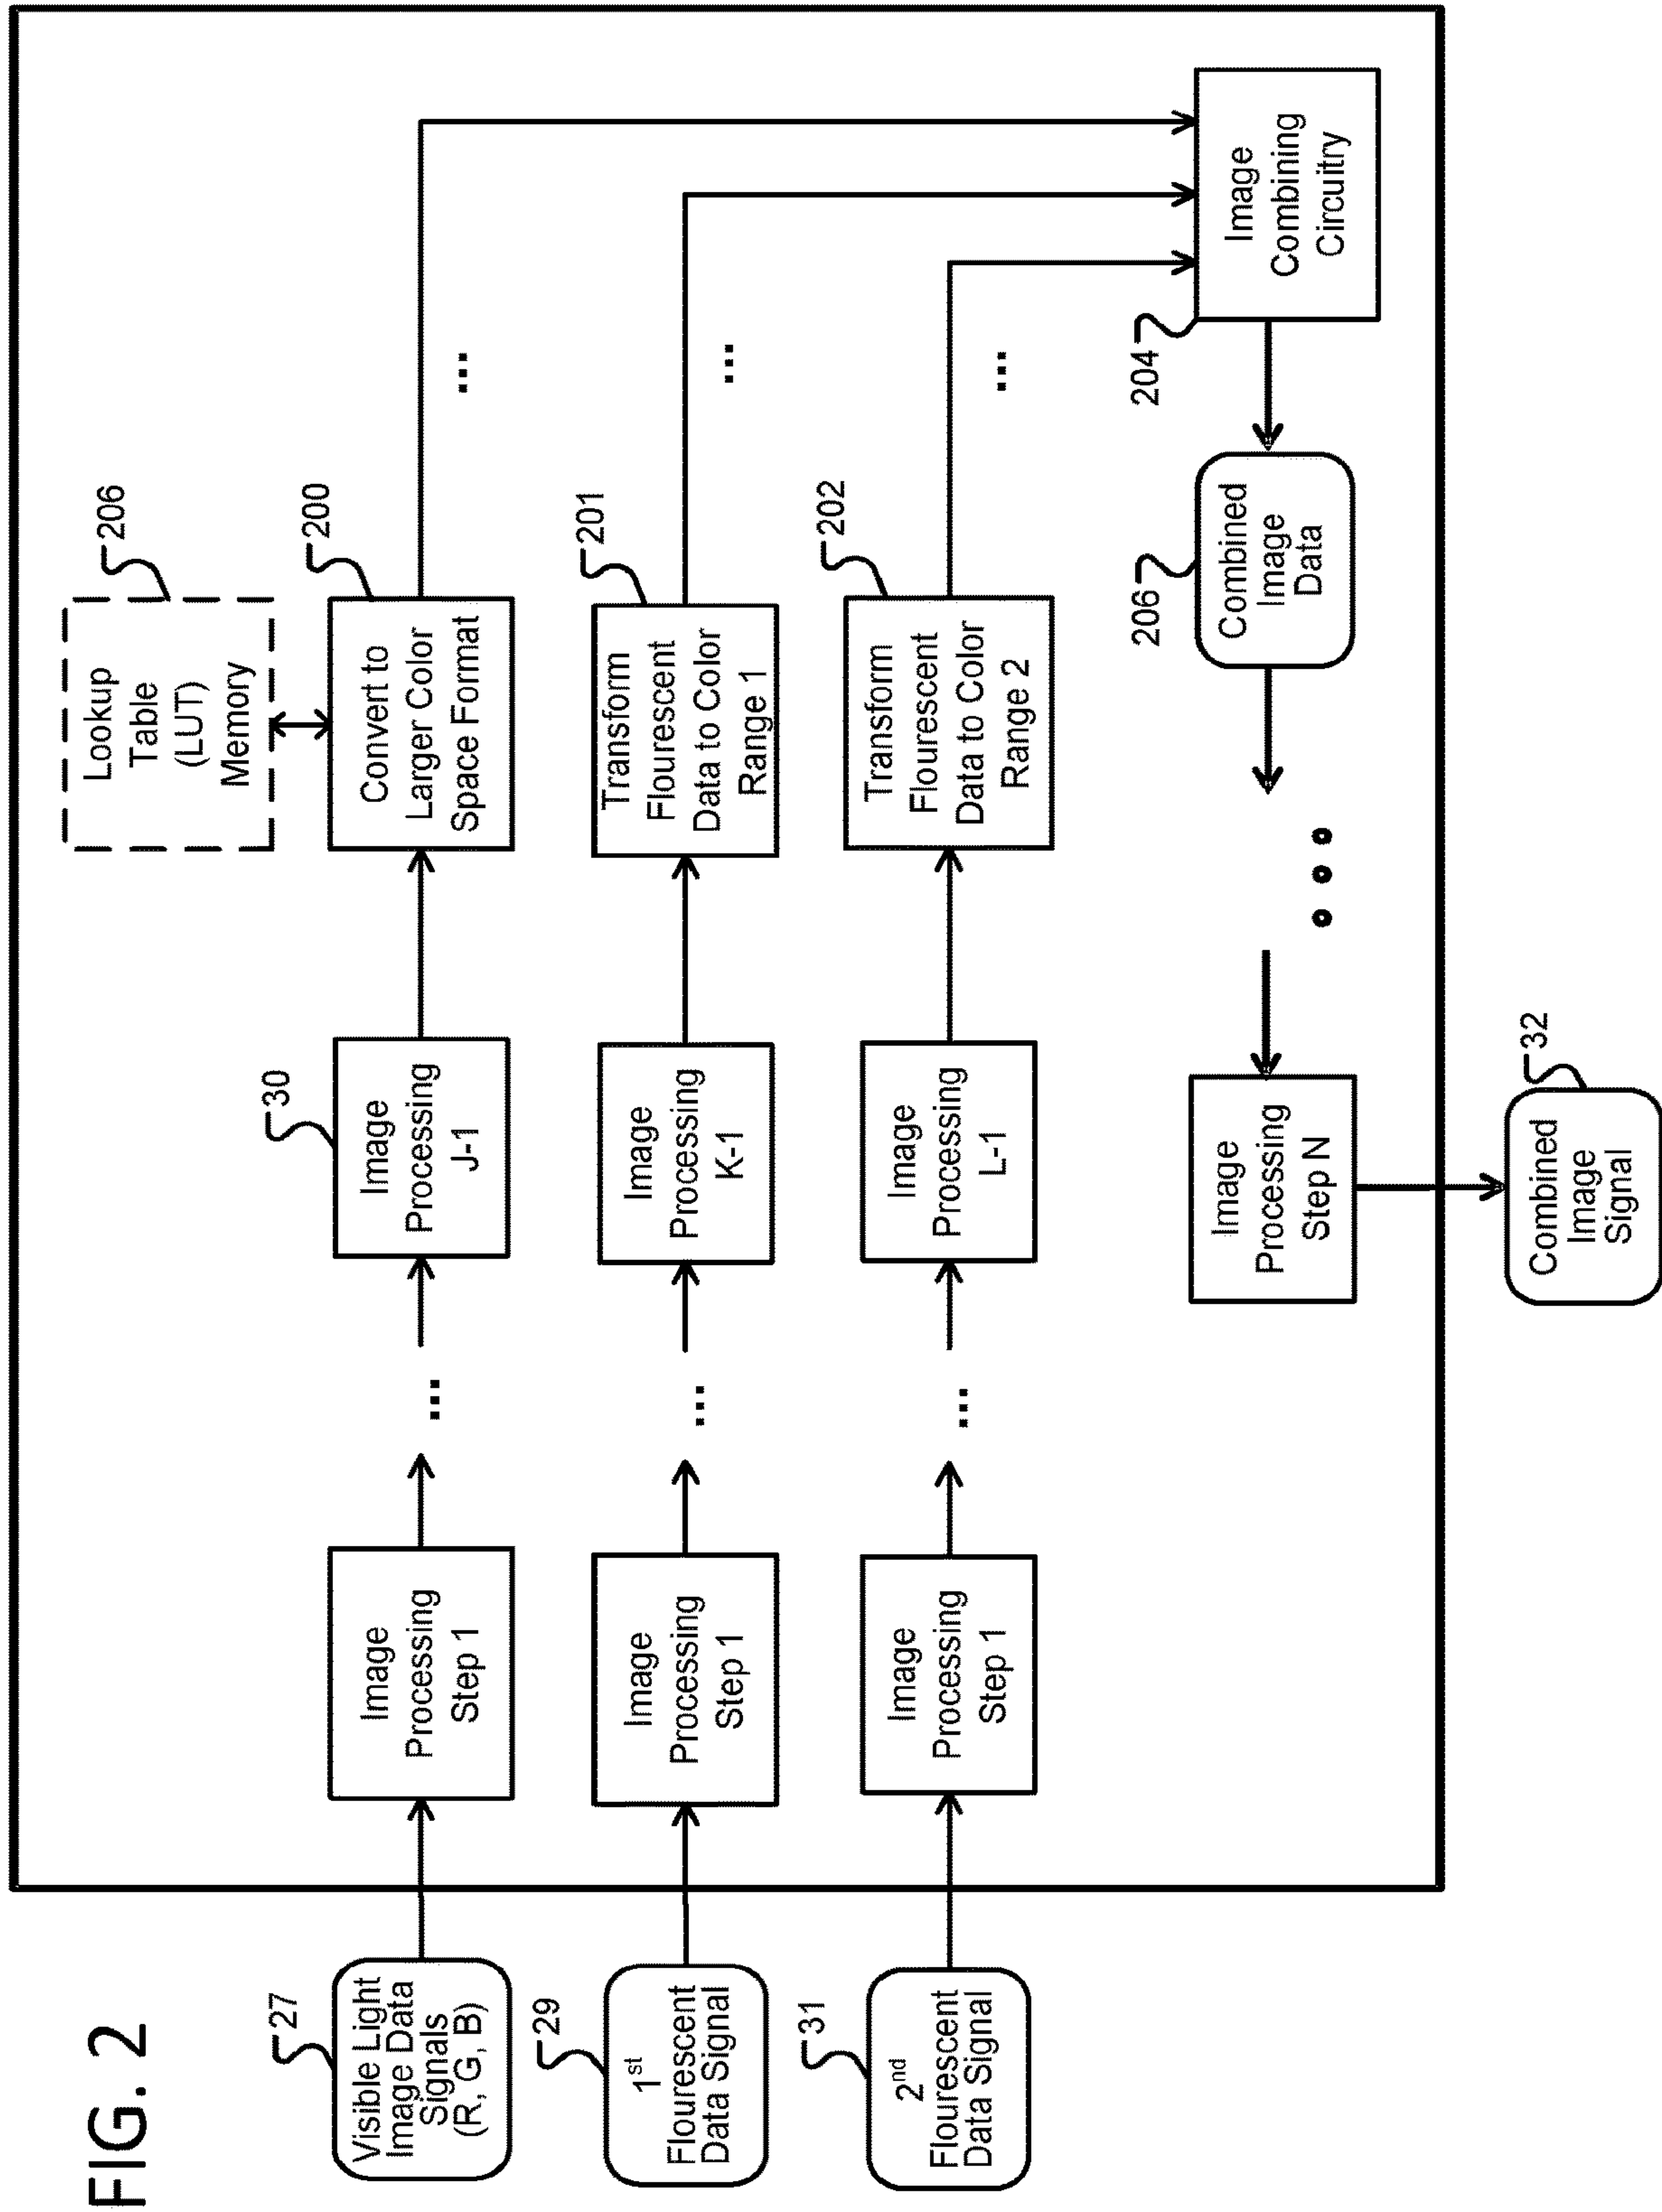 FIG. 2
27
Visible Light
Image Data
Signals
(R, G, B)
Image
Processing
Step 1
...
30
Image
Processing
J-1
206
Lookup
Table
(LUT)
Memory
200
Convert to
Larger Color
Space Format
...
29
1st
Flourescent
Data Signal
Image
Processing
Step 1
...
Image
Processing
K-1
201
Transform
Flourescent
Data to Color
Range 1
...
31
2nd
Flourescent
Data Signal
Image
Processing
Step 1
...
Image
Processing
L-1
202
Transform
Flourescent
Data to Color
Range 2
...
204
Image
Combining
Circuitry
206
Combined
Image
Data
Image
Processing
Step N
32
Combined
Image
Signal